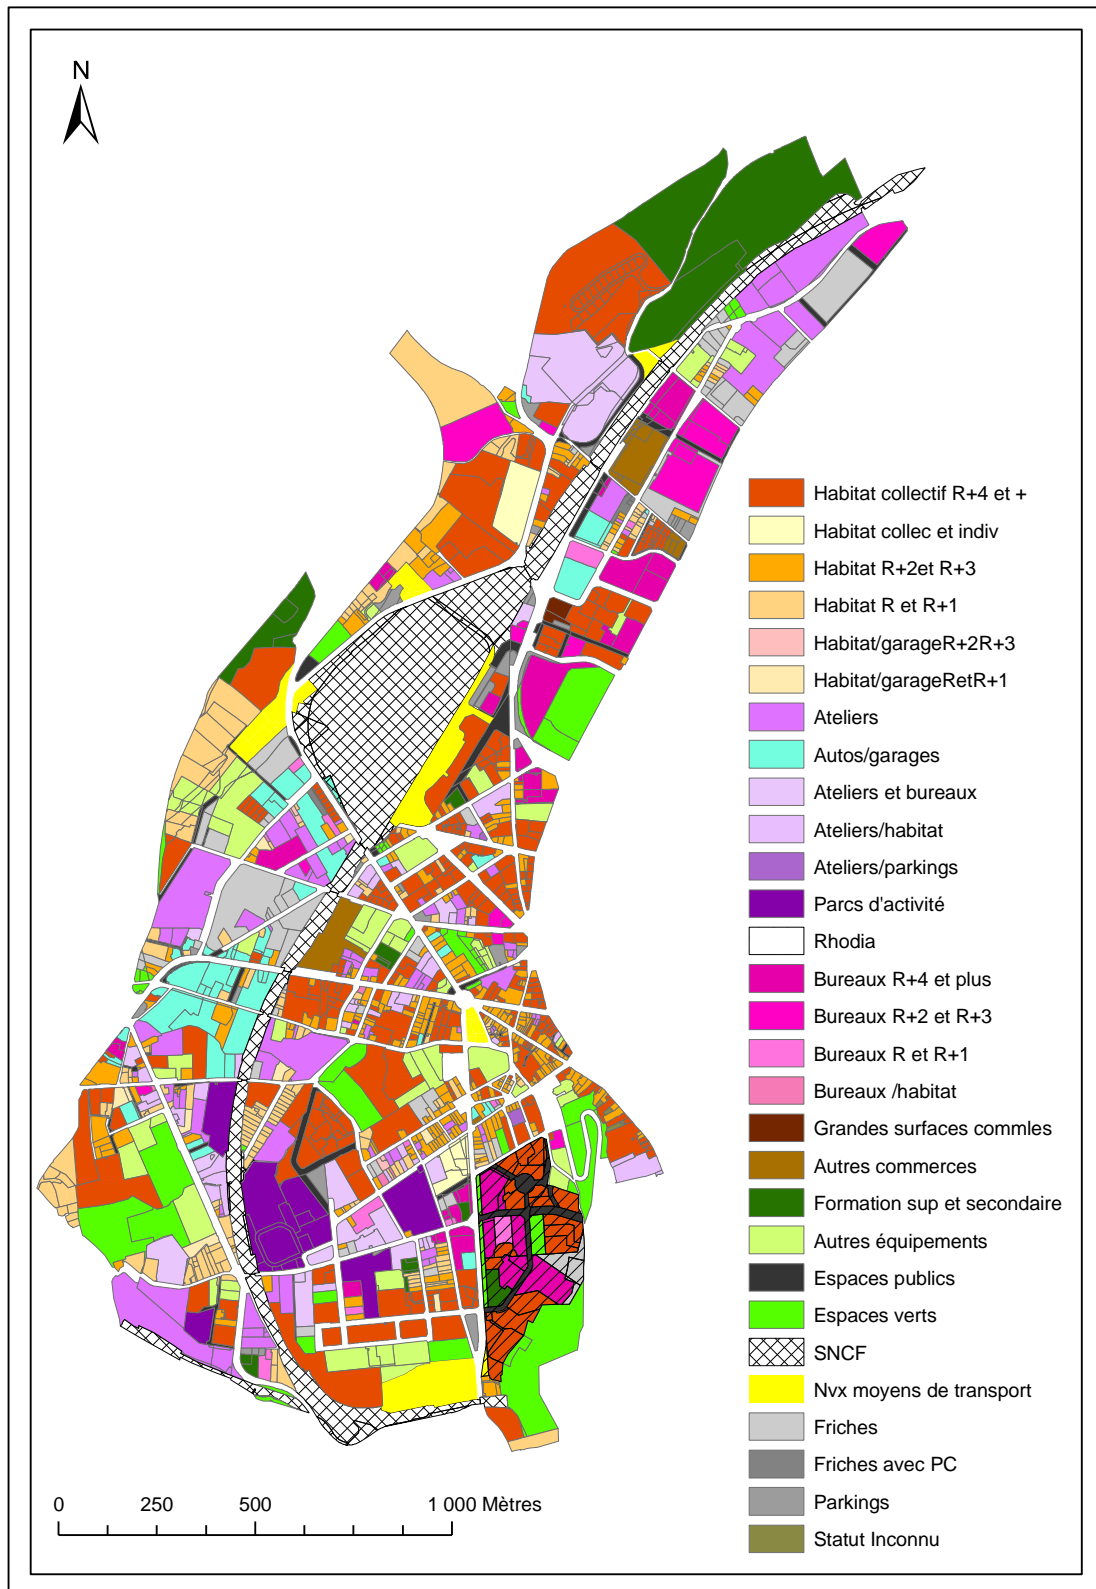 N
Habitat collectif R+4 et +
Habitat collec et indiv
Habitat R+2et R+3
Habitat R et R+1
Habitat/garageR+2R+3
Habitat/garageRetR+1
Ateliers
Autos/garages
Ateliers et bureaux
Ateliers/habitat
Ateliers/parkings
Parcs d'activité
Rhodia
Bureaux R+4 et plus
Bureaux R+2 et R+3
Bureaux R et R+1
Bureaux /habitat
Grandes surfaces commles
Autres commerces
Formation sup et secondaire
Autres équipements
Espaces publics
Espaces verts
SNCF
Nvx moyens de transport
Friches
Friches avec PC
Parkings
Statut Inconnu
0 250 500 1 000 Mètres